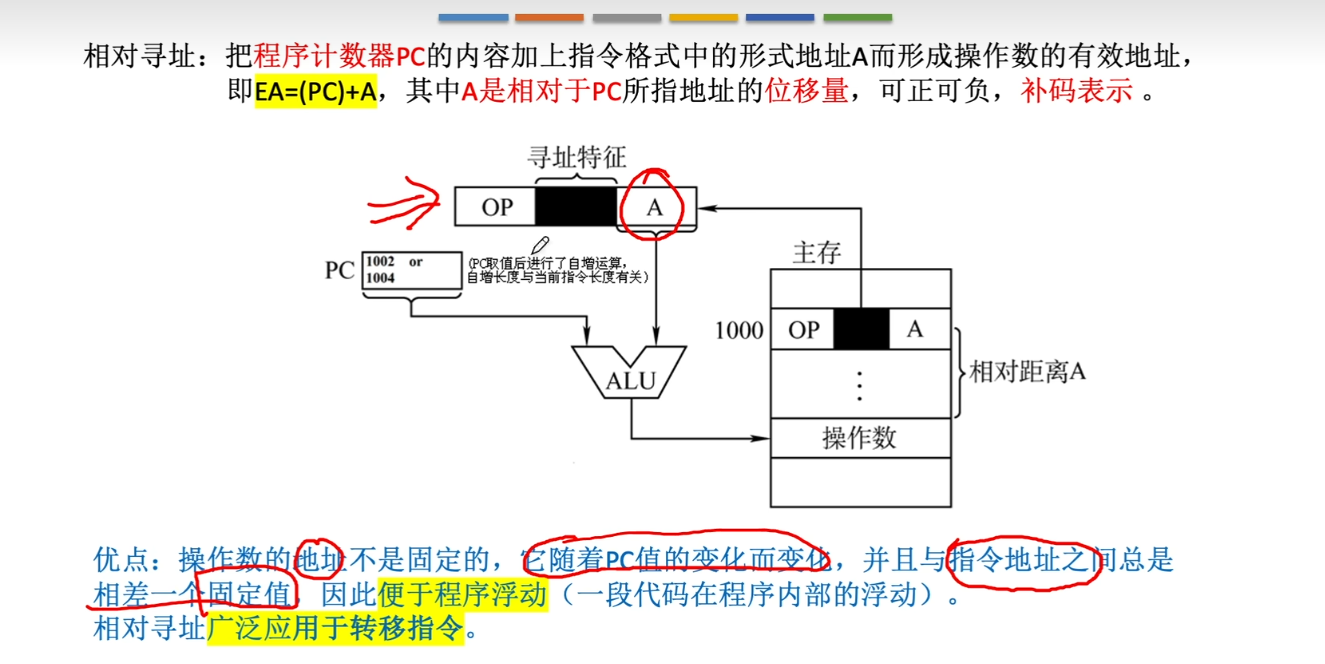 相对寻址：把程序计数器PC的内容加上指令格式中的形式地址A而形成操作数的有效地址，
即EA=(PC)+A，其中A是相对于PC所指地址的位移量，可正可负，补码表示 。
寻址特征
OP A
主存
PC 1002 or
1004
(PC取值后进行了自增运算，
自增长度与当前指令长度有关)
1000 OP A
相对距离A
ALU
操作数
优点：操作数的地址不是固定的，它随着PC值的变化而变化，并且与指令地址之间总是
相差一个固定值，因此便于程序浮动（一段代码在程序内部的浮动）。
相对寻址广泛应用于转移指令。